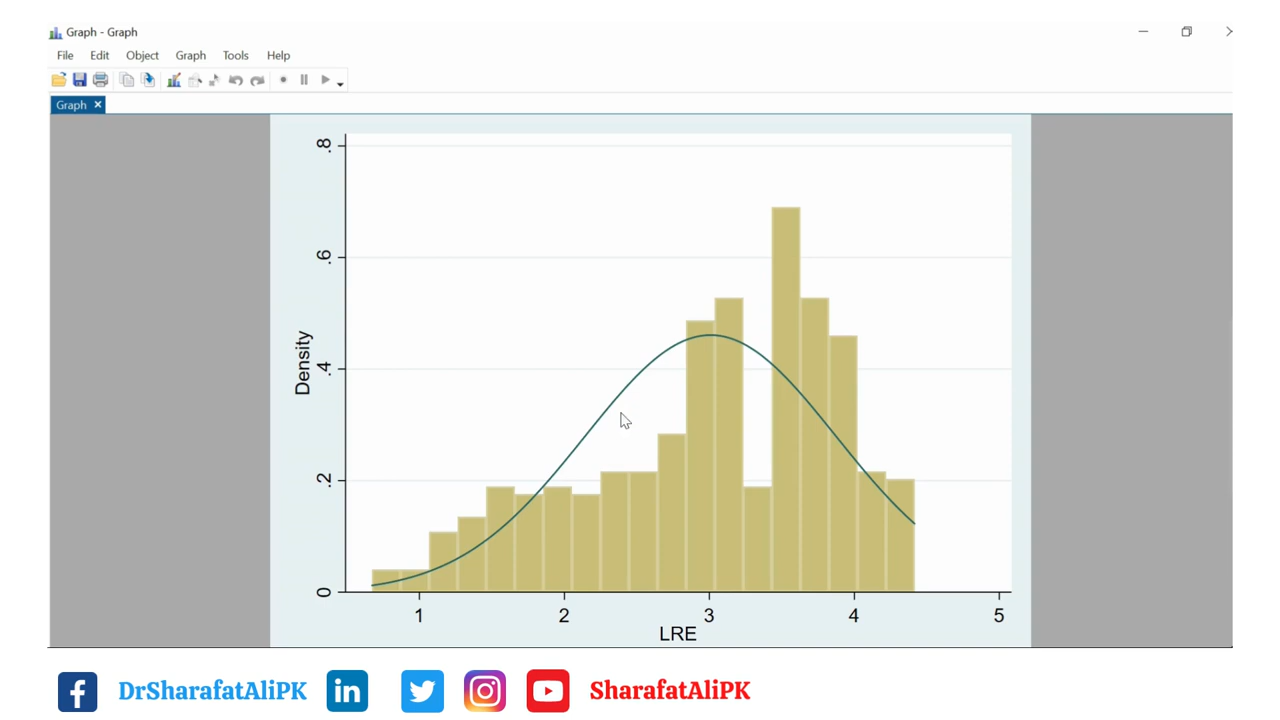 Graph - Graph
File Edit Object Graph Tools Help
Graph
.8
.6
.4
.2
0
Density
1 2 3 4 5
LRE
DrSharafatAliPK
SharafatAliPK